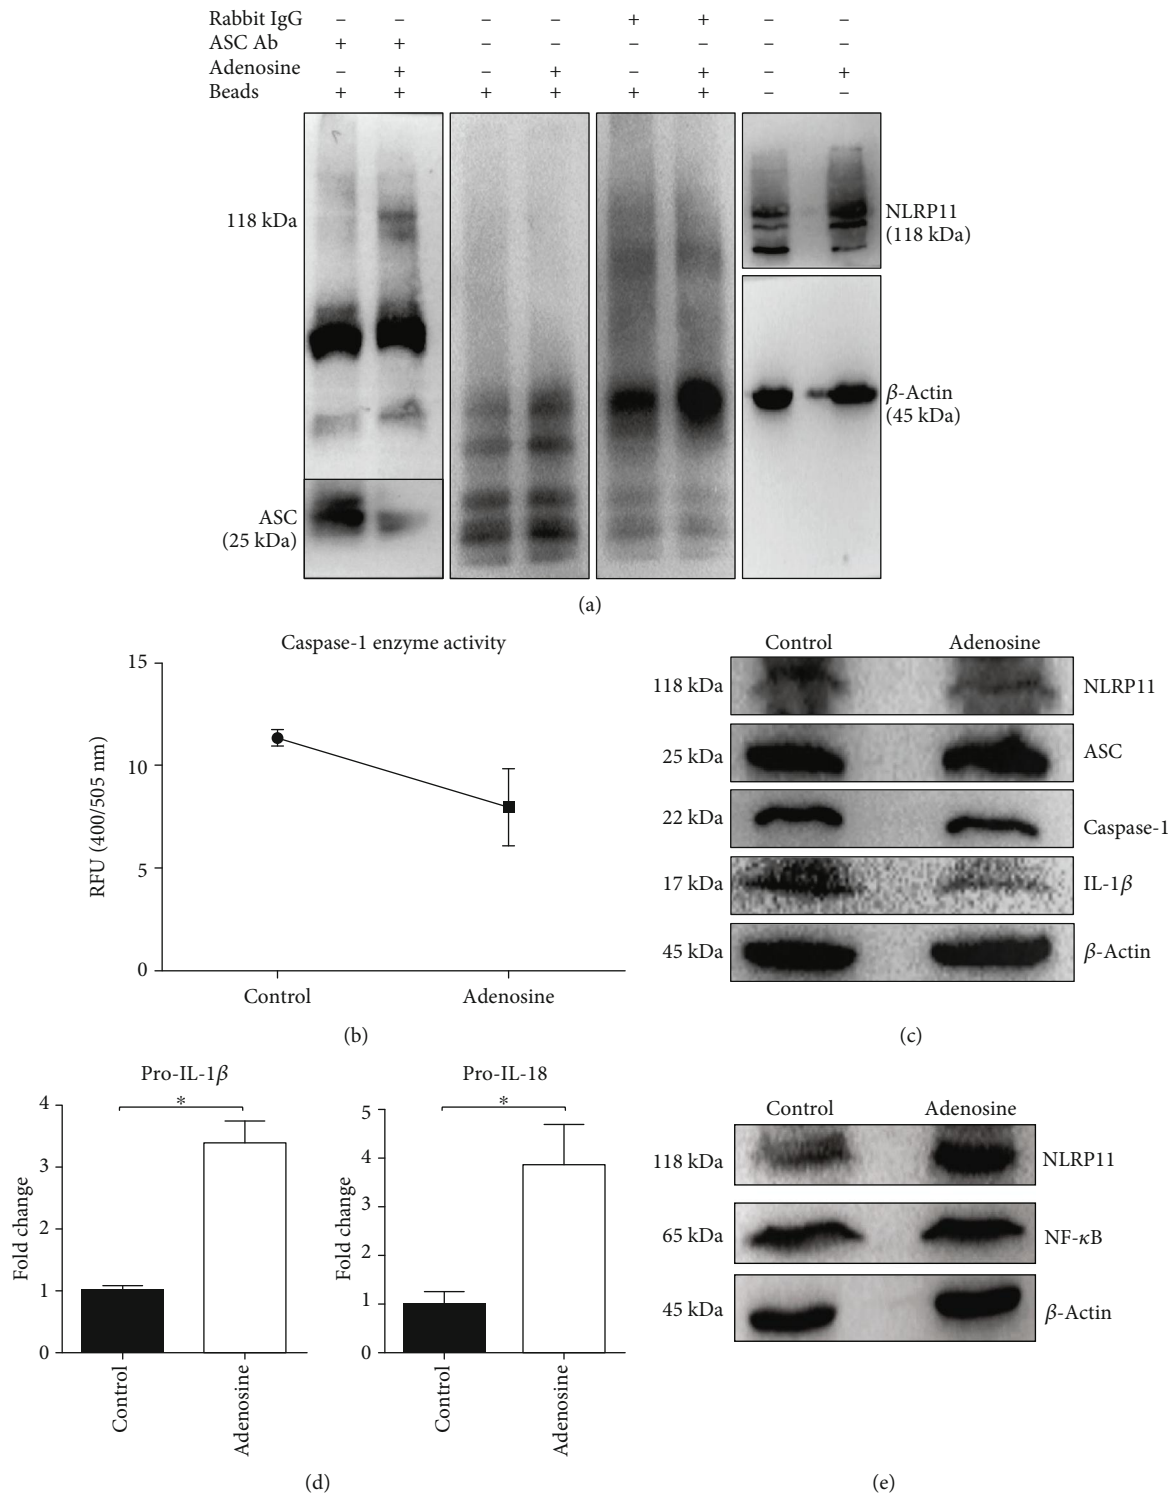 Rabbit IgG – – – – + + – –
ASC Ab + + – – – – – –
Adenosine – + – + – + – +
Beads + + + + + + – –
118 kDa
ASC
(25 kDa)
NLRP11
(118 kDa)
β-Actin
(45 kDa)
(a)
Caspase-1 enzyme activity
15
10
5
0
RFU (400/505 nm)
Control Adenosine
(b)
Control Adenosine
118 kDa NLRP11
25 kDa ASC
22 kDa Caspase-1
17 kDa IL-1β
45 kDa β-Actin
(c)
Pro-IL-1β
*
4
3
2
1
0
Fold change
Control
Adenosine
Pro-IL-18
*
5
4
3
2
1
0
Fold change
Control
Adenosine
(d)
Control Adenosine
118 kDa NLRP11
65 kDa NF-κB
45 kDa β-Actin
(e)